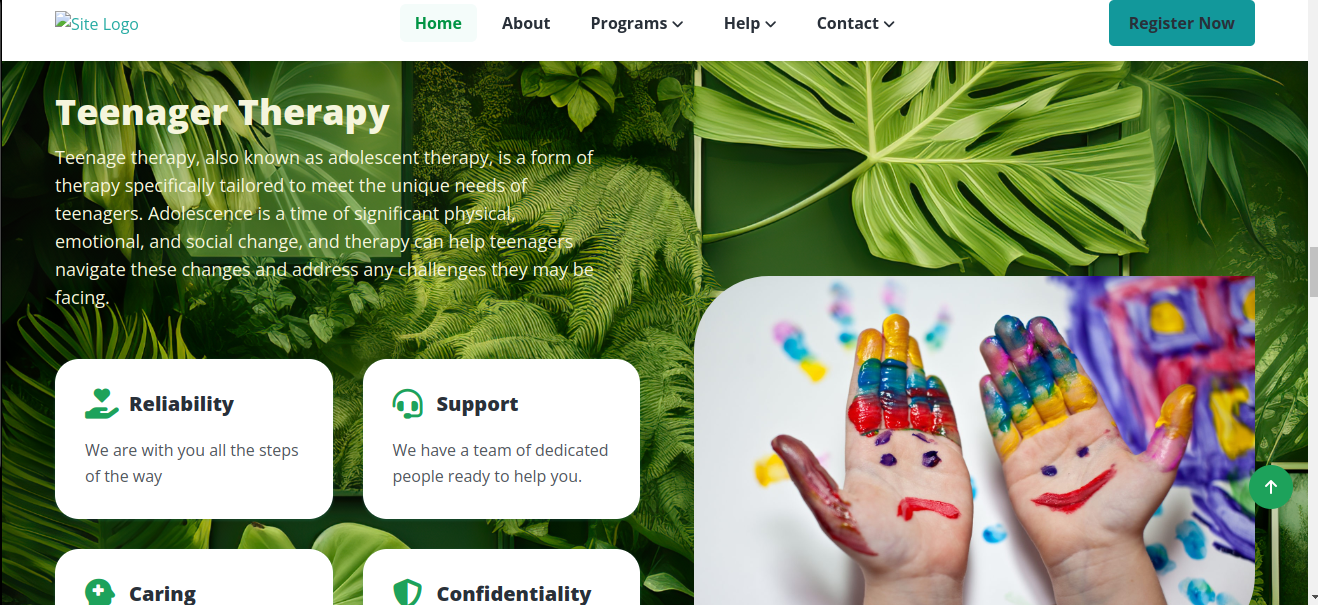 Site Logo
Home
About
Programs
Help
Contact
Register Now
Teenager Therapy
Teenage therapy, also known as adolescent therapy, is a form of
therapy specifically tailored to meet the unique needs of
teenagers. Adolescence is a time of significant physical,
emotional, and social change, and therapy can help teenagers
navigate these changes and address any challenges they may be
facing.
Reliability
We are with you all the steps
of the way
Support
We have a team of dedicated
people ready to help you.
Caring
Confidentiality